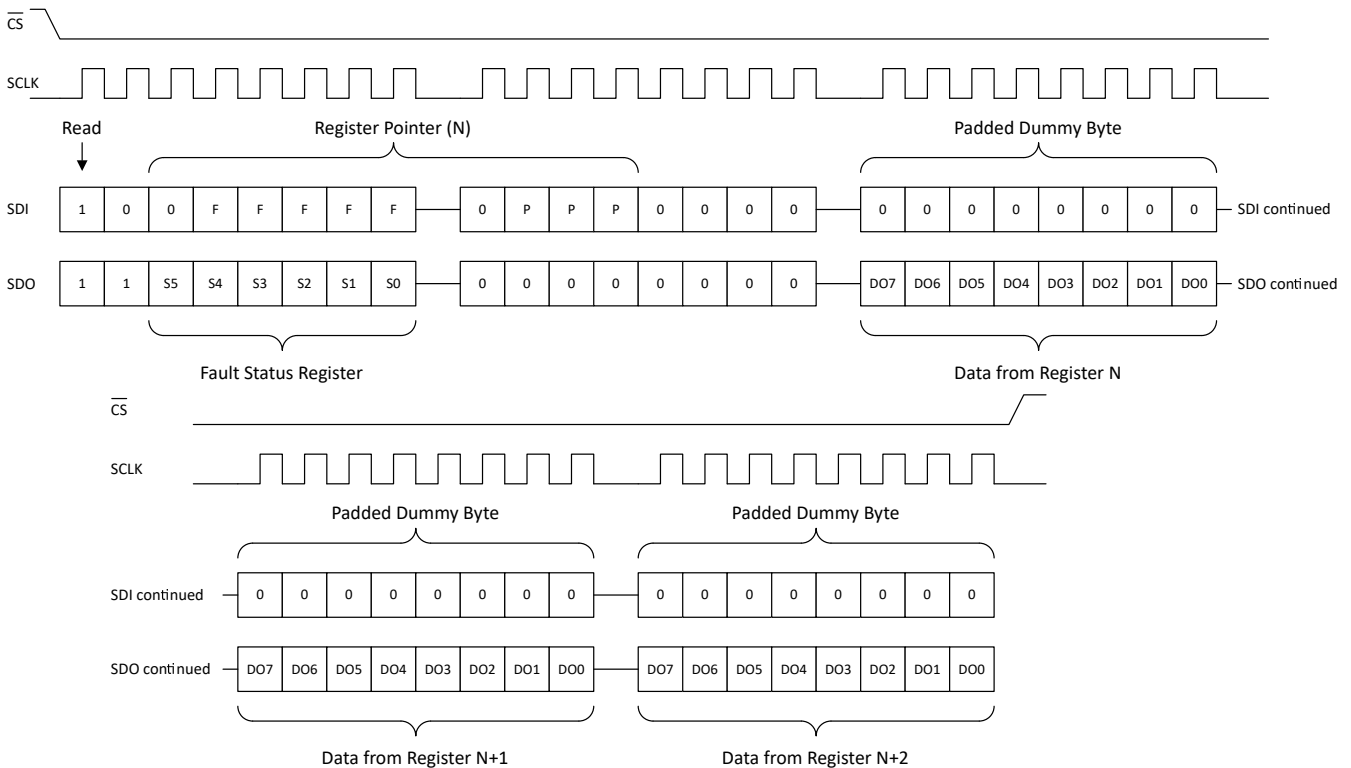 CS
SCLK
Read
Register Pointer (N)
Padded Dummy Byte
SDI 1 0 0 F F F F F 0 P P P 0 0 0 0 0 0 0 0 0 0 0 0 SDI continued
SDO 1 1 S5 S4 S3 S2 S1 S0 0 0 0 0 0 0 0 0 DO7 DO6 DO5 DO4 DO3 DO2 DO1 DO0 SDO continued
Fault Status Register
Data from Register N
CS
SCLK
Padded Dummy Byte
Padded Dummy Byte
SDI continued 0 0 0 0 0 0 0 0 0 0 0 0 0 0 0 0
SDO continued DO7 DO6 DO5 DO4 DO3 DO2 DO1 DO0 DO7 DO6 DO5 DO4 DO3 DO2 DO1 DO0
Data from Register N+1
Data from Register N+2